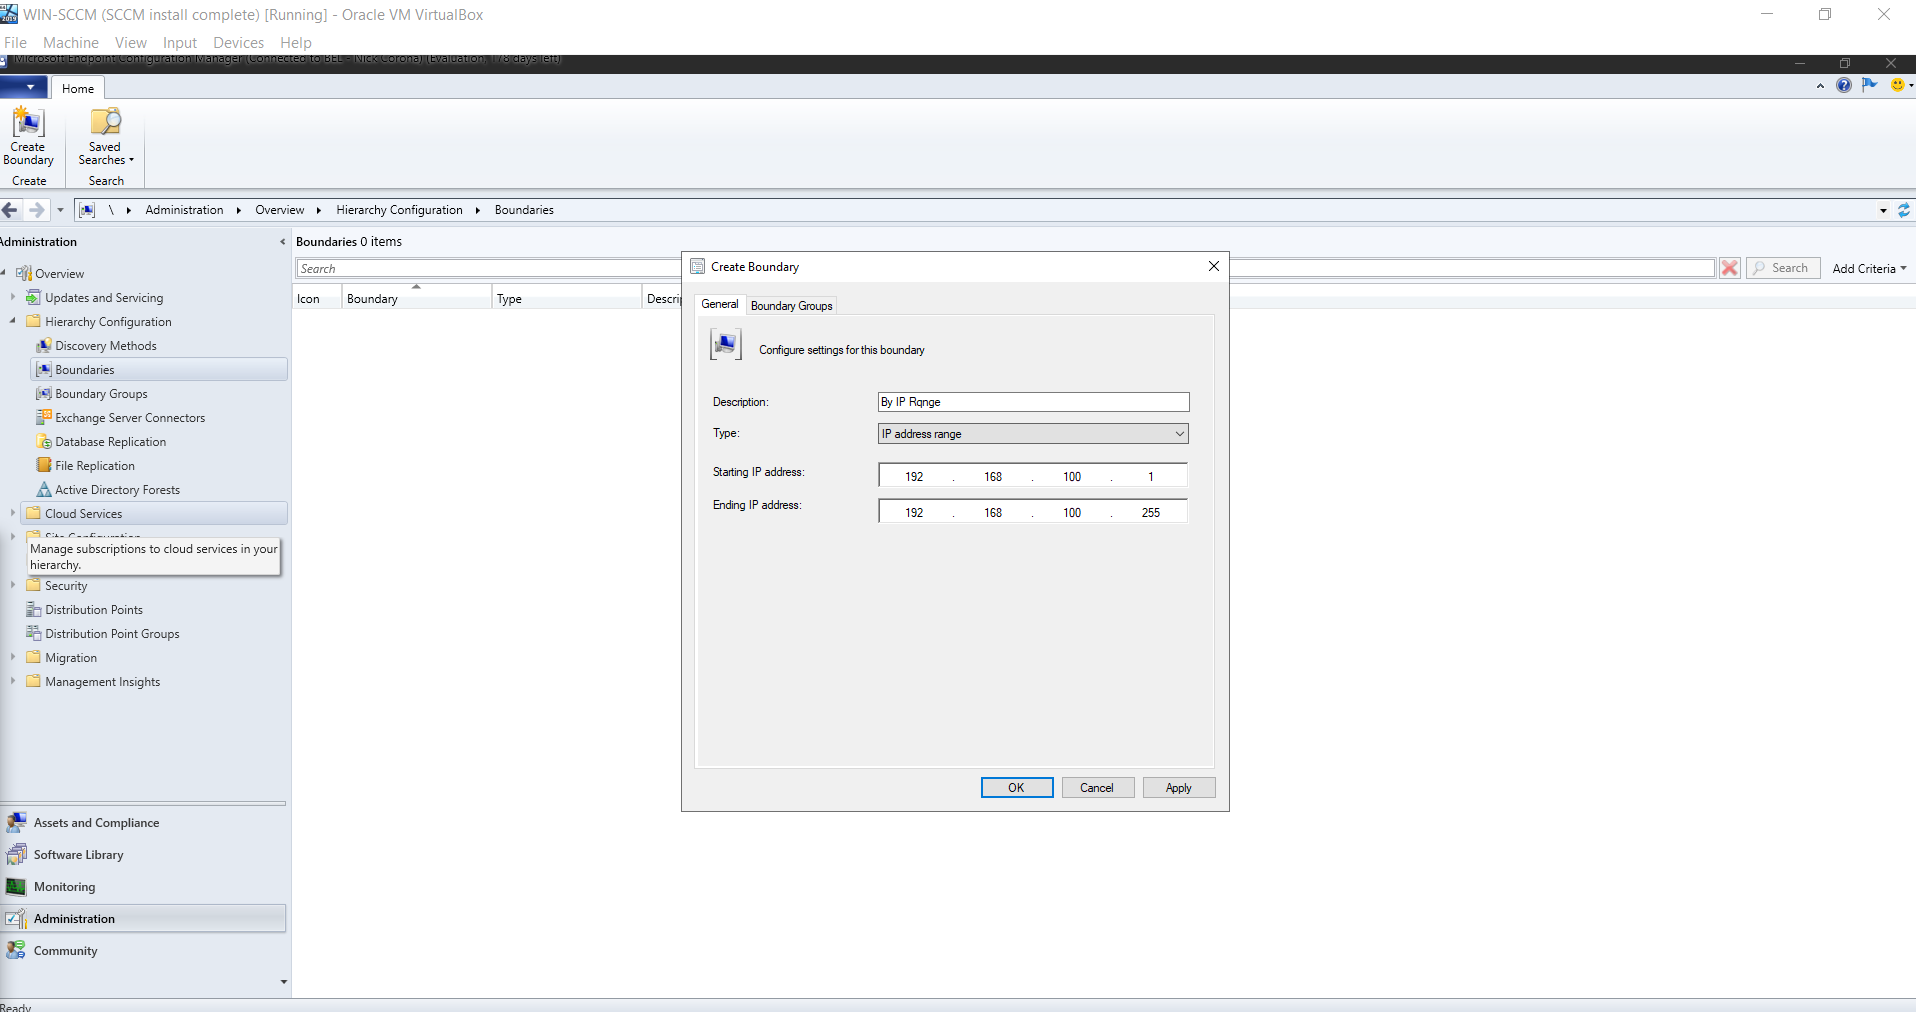 WIN-SCCM (SCCM install complete) [Running] - Oracle VM VirtualBox
File Machine View Input Devices Help
Microsoft Endpoint Configuration Manager (Connected to BEL - Nick Corona) (Evaluation, 178 days left)
Home
Create Boundary
Saved Searches
Create
Search
\ Administration Overview Hierarchy Configuration Boundaries
Administration
Boundaries 0 items
Search
Search
Add Criteria
Icon Boundary Type Descrip
Overview
Updates and Servicing
Hierarchy Configuration
Discovery Methods
Boundaries
Boundary Groups
Exchange Server Connectors
Database Replication
File Replication
Active Directory Forests
Cloud Services
Site Configuration
Manage subscriptions to cloud services in your
hierarchy.
Security
Distribution Points
Distribution Point Groups
Migration
Management Insights
Assets and Compliance
Software Library
Monitoring
Administration
Community
Ready
Create Boundary
General Boundary Groups
Configure settings for this boundary
Description: By IP Rqnge
Type: IP address range
Starting IP address: 192 . 168 . 100 . 1
Ending IP address: 192 . 168 . 100 . 255
OK Cancel Apply